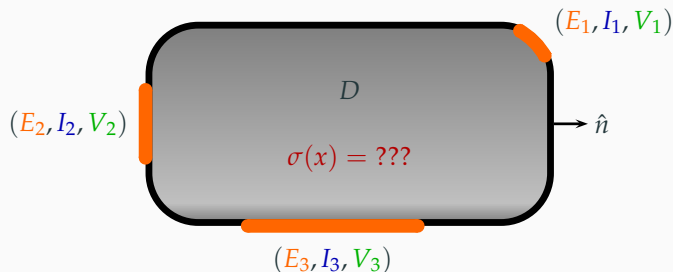 (E₁, I₁, V₁)
D
(E₂, I₂, V₂)
n̂
σ(x) = ???
(E₃, I₃, V₃)